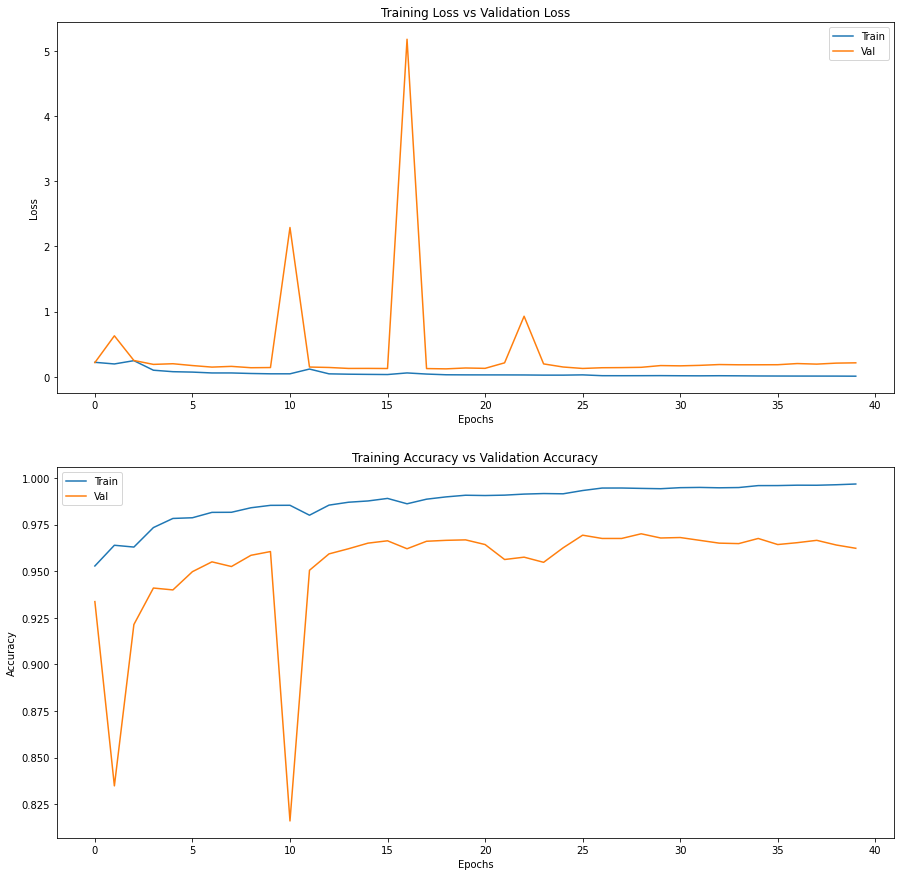 Training Loss vs Validation Loss
Train
Val
5
4
3
2
1
0
Loss
0 5 10 15 20 25 30 35 40
Epochs
Training Accuracy vs Validation Accuracy
Train
Val
1.000
0.975
0.950
0.925
0.900
0.875
0.850
0.825
Accuracy
0 5 10 15 20 25 30 35 40
Epochs